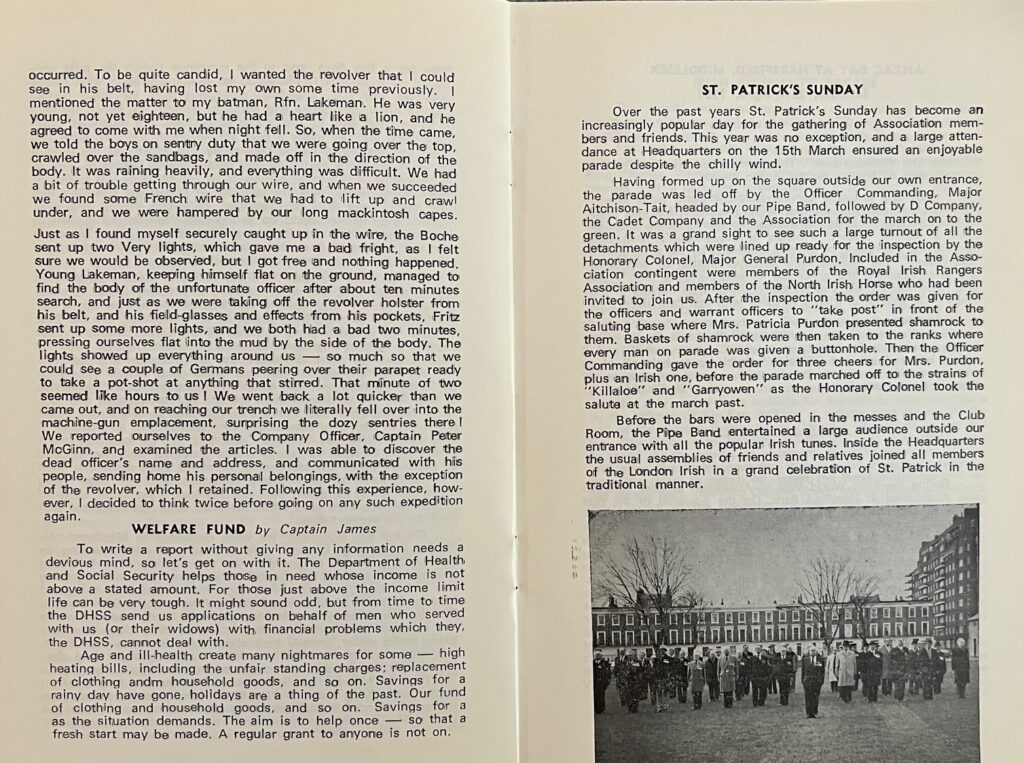 occurred. To be quite candid, I wanted the revolver that I could
see in his belt, having lost my own some time previously. I
mentioned the matter to my batman, Rfn. Lakeman. He was very
young, not yet eighteen, but he had a heart like a lion, and he
agreed to come with me when night fell. So, when the time came,
we told the boys on sentry duty that we were going over the top,
crawled over the sandbags, and made off in the direction of the
body. It was raining heavily, and everything was difficult. We had
a bit of trouble getting through our wire, and when we succeeded
we found some French wire that we had to lift up and crawl
under, and we were hampered by our long mackintosh capes.
Just as I found myself securely caught up in the wire, the Boche
sent up two Very lights, which gave me a bad fright, as I felt
sure we would be observed, but I got free and nothing happened.
Young Lakeman, keeping himself flat on the ground, managed to
find the body of the unfortunate officer after about ten minutes
search, and just as we were taking off the revolver holster from
his belt, and his field-glasses and effects from his pockets, Fritz
sent up some more lights, and we both had a bad two minutes,
pressing ourselves flat into the mud by the side of the body. The
lights showed up everything around us — so much so that we
could see a couple of Germans peering over their parapet ready
to take a pot-shot at anything that stirred. That minute of two
seemed like hours to us! We went back a lot quicker than we
came out, and on reaching our trench we literally fell over into the
machine-gun emplacement, surprising the dozy sentries there!
We reported ourselves to the Company Officer, Captain Peter
McGinn, and examined the articles. I was able to discover the
dead officer's name and address, and communicated with his
people, sending home his personal belongings, with the exception
of the revolver, which I retained. Following this experience, how-
ever, I decided to think twice before going on any such expedition
again.
WELFARE FUND by Captain James
To write a report without giving any information needs a
devious mind, so let's get on with it. The Department of Health
and Social Security helps those in need whose income is not
above a stated amount. For those just above the income limit
life can be very tough. It might sound odd, but from time to time
the DHSS send us applications on behalf of men who served
with us (or their widows) with financial problems which they,
the DHSS, cannot deal with.
Age and ill-health create many nightmares for some — high
heating bills, including the unfair standing charges; replacement
of clothing andm household goods, and so on. Savings for a
rainy day have gone, holidays are a thing of the past. Our fund
of clothing and household goods, and so on. Savings for a
as the situation demands. The aim is to help once — so that a
fresh start may be made. A regular grant to anyone is not on.
ST. PATRICK'S SUNDAY
Over the past years St. Patrick's Sunday has become an
increasingly popular day for the gathering of Association mem-
bers and friends. This year was no exception, and a large atten-
dance at Headquarters on the 15th March ensured an enjoyable
parade despite the chilly wind.
Having formed up on the square outside our own entrance,
the parade was led off by the Officer Commanding, Major
Aitchison-Tait, headed by our Pipe Band, followed by D Company,
the Cadet Company and the Association for the march on to the
green. It was a grand sight to see such a large turnout of all the
detachments which were lined up ready for the inspection by the
Honorary Colonel, Major General Purdon. Included in the Asso-
ciation contingent were members of the Royal Irish Rangers
Association and members of the North Irish Horse who had been
invited to join us. After the inspection the order was given for
the officers and warrant officers to "take post" in front of the
saluting base where Mrs. Patricia Purdon presented shamrock to
them. Baskets of shamrock were then taken to the ranks where
every man on parade was given a buttonhole. Then the Officer
Commanding gave the order for three cheers for Mrs. Purdon,
plus an Irish one, before the parade marched off to the strains of
"Killaloe" and "Garryowen" as the Honorary Colonel took the
salute at the march past.
Before the bars were opened in the messes and the Club
Room, the Pipe Band entertained a large audience outside our
entrance with all the popular Irish tunes. Inside the Headquarters
the usual assemblies of friends and relatives joined all members
of the London Irish in a grand celebration of St. Patrick in the
traditional manner.